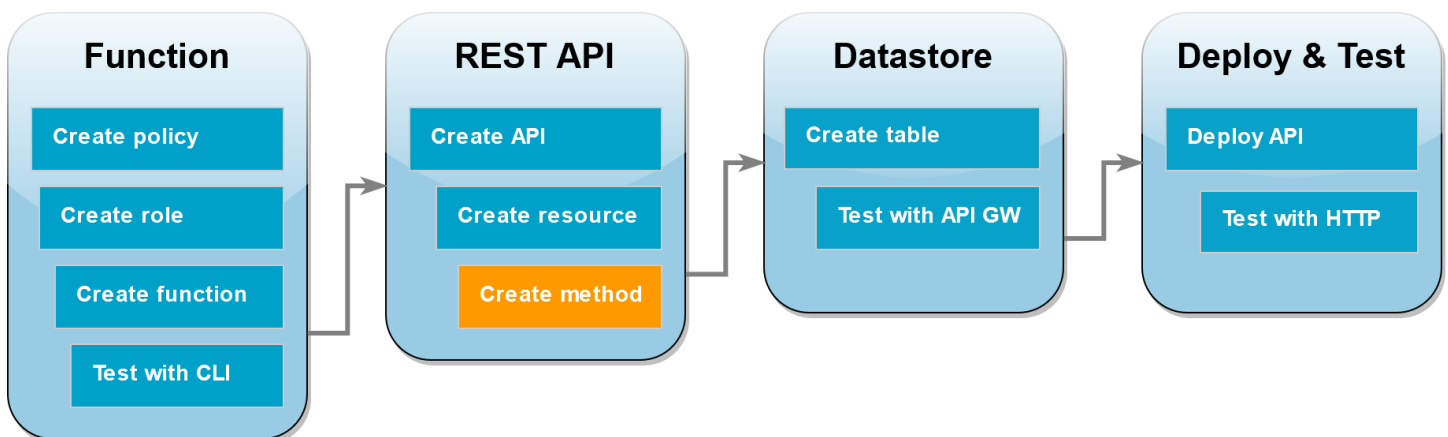 Function
Create policy
Create role
Create function
Test with CLI
REST API
Create API
Create resource
Create method
Datastore
Create table
Test with API GW
Deploy & Test
Deploy API
Test with HTTP